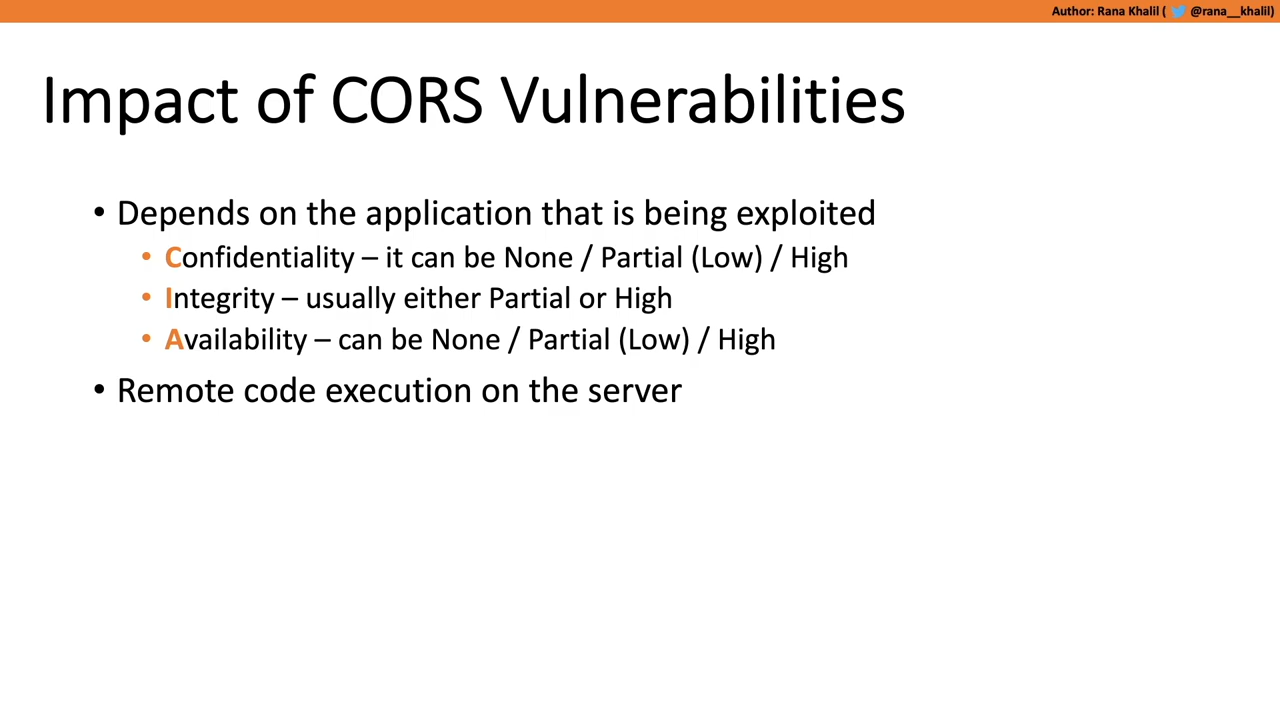 Author: Rana Khalil ( @rana__khalil)
Impact of CORS Vulnerabilities
• Depends on the application that is being exploited
• Confidentiality – it can be None / Partial (Low) / High
• Integrity – usually either Partial or High
• Availability – can be None / Partial (Low) / High
• Remote code execution on the server